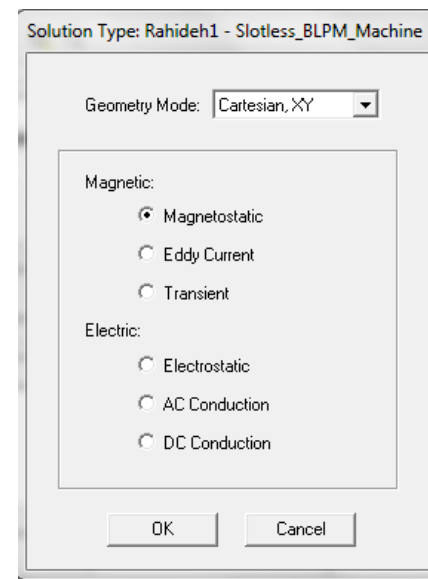 Solution Type: Rahideh1 - Slotless_BLPM_Machine
Geometry Mode: Cartesian, XY
Magnetic:
Magnetostatic
Eddy Current
Transient
Electric:
Electrostatic
AC Conduction
DC Conduction
OK Cancel